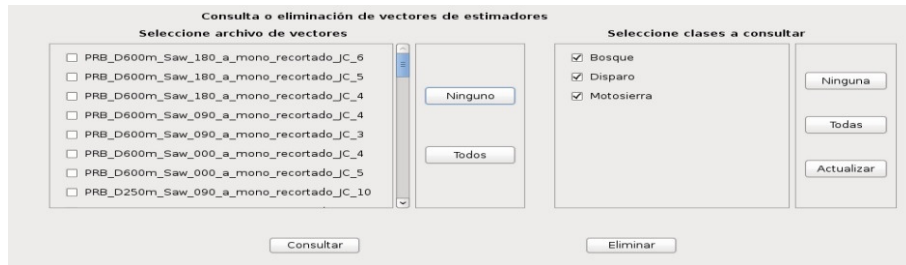 Consulta o eliminación de vectores de estimadores
Seleccione archivo de vectores
PRB_D600m_Saw_180_a_mono_recortado_JC_6
PRB_D600m_Saw_180_a_mono_recortado_JC_5
PRB_D600m_Saw_180_a_mono_recortado_JC_4
PRB_D600m_Saw_090_a_mono_recortado_JC_4
PRB_D600m_Saw_090_a_mono_recortado_JC_3
PRB_D600m_Saw_000_a_mono_recortado_JC_4
PRB_D600m_Saw_000_a_mono_recortado_JC_5
PRB_D250m_Saw_090_a_mono_recortado_JC_10
Ninguno
Todos
Seleccione clases a consultar
Bosque
Disparo
Motosierra
Ninguna
Todas
Actualizar
Consultar
Eliminar